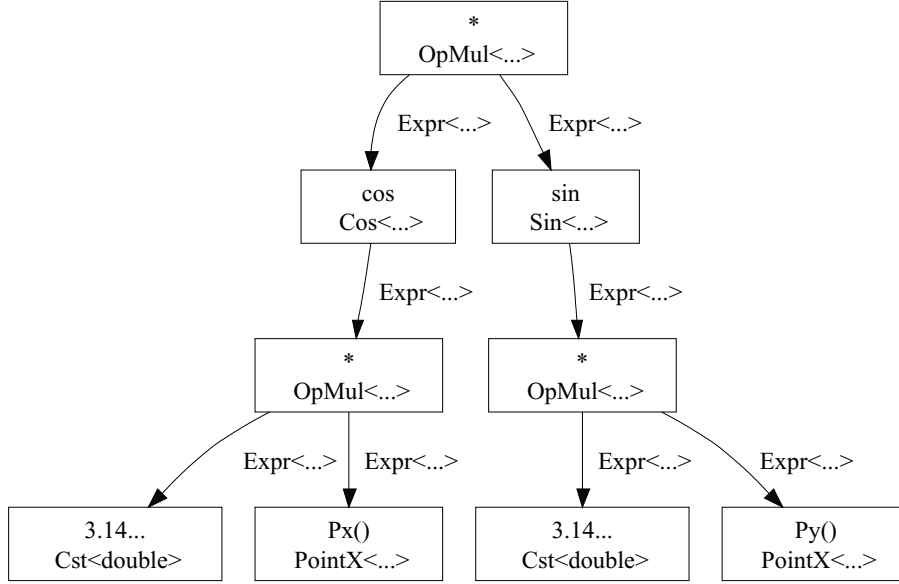 *
OpMul<...>
Expr<...>
Expr<...>
cos
Cos<...>
sin
Sin<...>
Expr<...>
Expr<...>
*
OpMul<...>
*
OpMul<...>
Expr<...>
Expr<...>
Expr<...>
Expr<...>
3.14...
Cst<double>
Px()
PointX<...>
3.14...
Cst<double>
Py()
PointX<...>